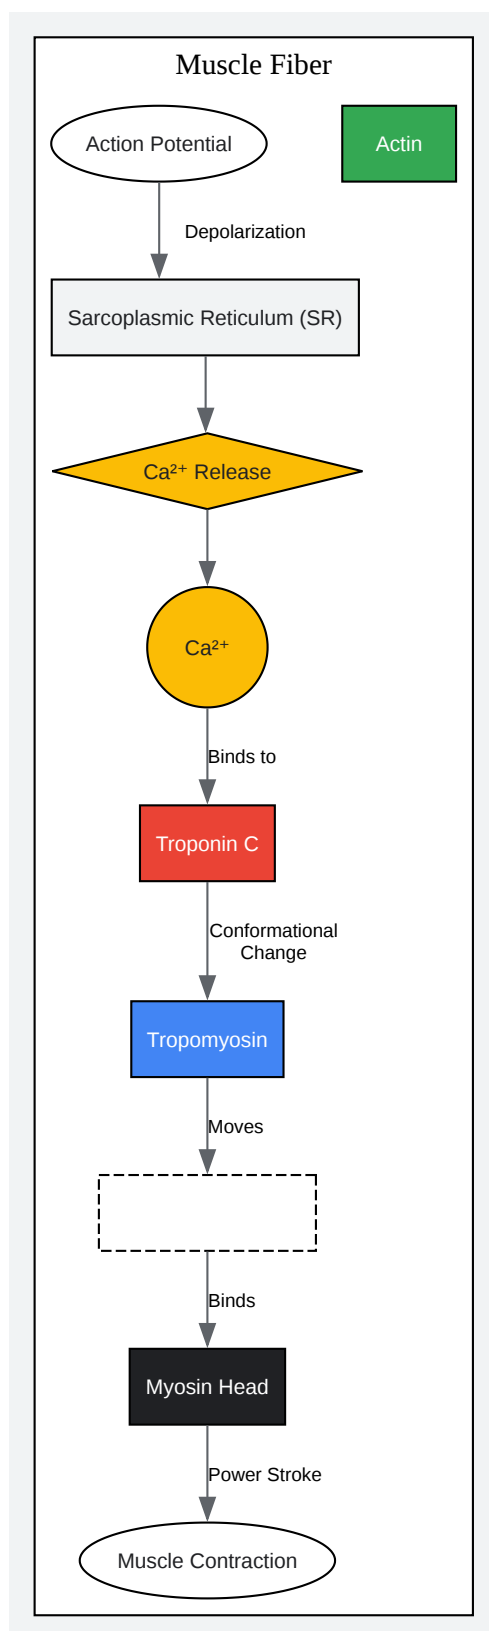 Muscle Fiber
Action Potential
Actin
Depolarization
Sarcoplasmic Reticulum (SR)
Ca²⁺ Release
Ca²⁺
Binds to
Troponin C
Conformational
Change
Tropomyosin
Moves
Binds
Myosin Head
Power Stroke
Muscle Contraction